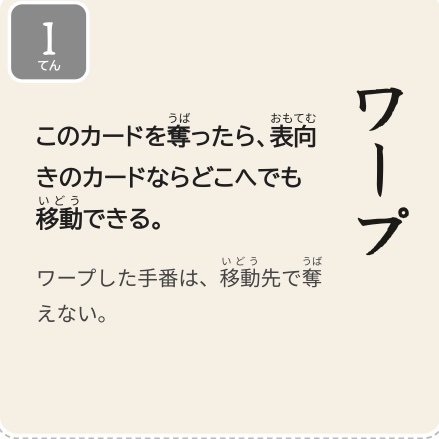 1
てん
ワープ
このカードを奪ったら、表向
きのカードならどこへでも
移動できる。
ワープした手番は、移動先で奪
えない。